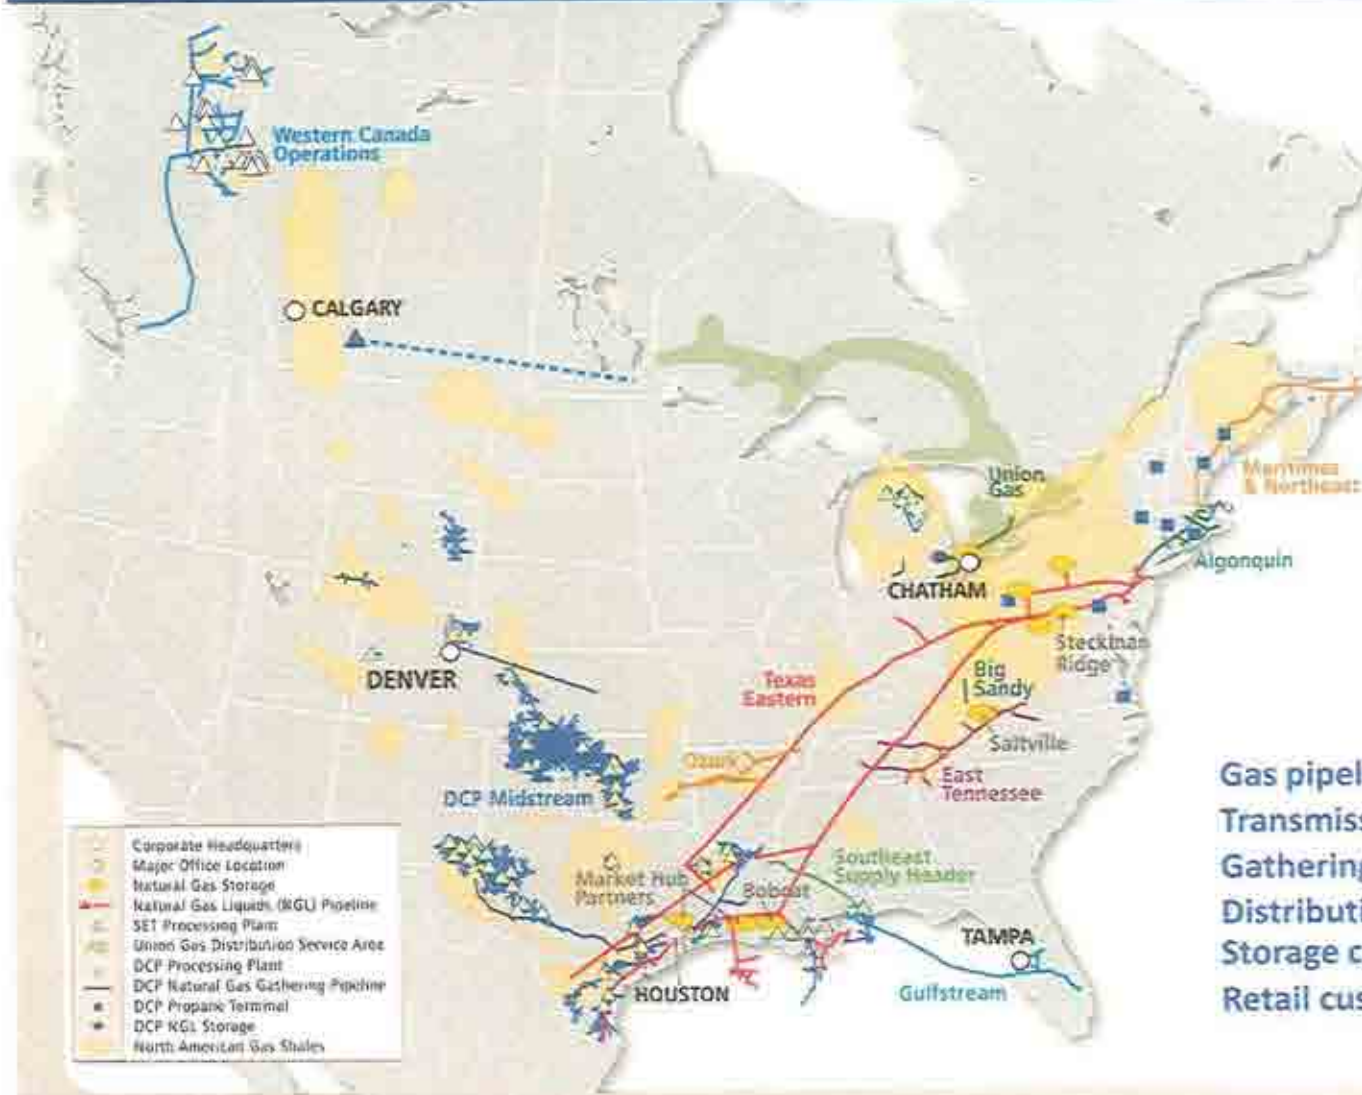 Western Canada
Operations
CALGARY
Union
Gas
Maritimes
& Northeast
Algonquin
CHATHAM
Steckman
Ridge
DENVER
Texas
Eastern
Big
Sandy
Saltville
Ozark
East
Tennessee
DCP Midstream
Southeast
Supply Header
Market Hub
Partners
Bobcat
TAMPA
HOUSTON
Gulfstream
Corporate Headquarters
Major Office Location
Natural Gas Storage
Natural Gas Liquids (NGL) Pipeline
SET Processing Plant
Union Gas Distribution Service Area
DCP Processing Plant
DCP Natural Gas Gathering Pipeline
DCP Propane Terminal
DCP NGL Storage
North American Gas Shales
Gas pipel
Transmiss
Gathering
Distributi
Storage c
Retail cus